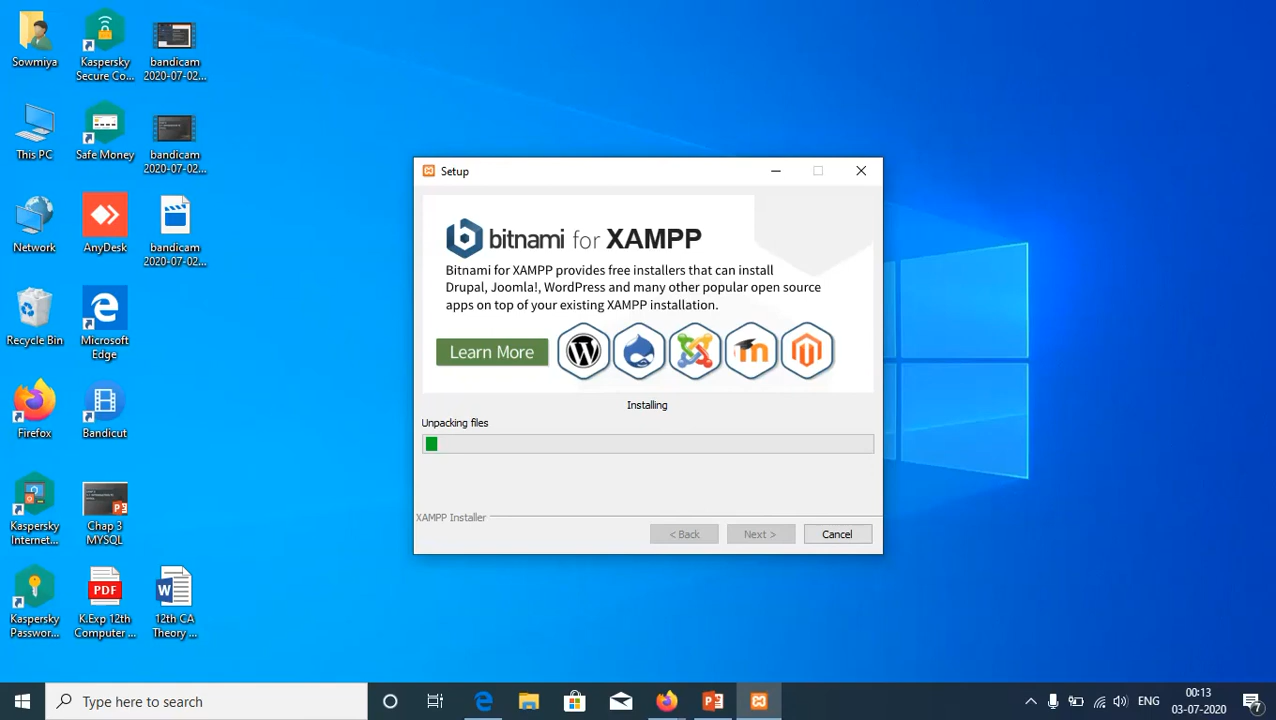 Sowmiya
Kaspersky
Secure Co...
bandicam
2020-07-02...
This PC
Safe Money
bandicam
2020-07-02...
Network
AnyDesk
bandicam
2020-07-02...
Recycle Bin
Microsoft
Edge
Firefox
Bandicut
Kaspersky
Internet...
Chap 3
MYSQL
Kaspersky
Passwor...
PDF
K.Exp 12th
Computer ...
12th CA
Theory ...
Setup
bitnami for XAMPP
Bitnami for XAMPP provides free installers that can install
Drupal, Joomla!, WordPress and many other popular open source
apps on top of your existing XAMPP installation.
Learn More
Installing
Unpacking files
XAMPP Installer
< Back
Next >
Cancel
Type here to search
ENG
00:13
03-07-2020
7